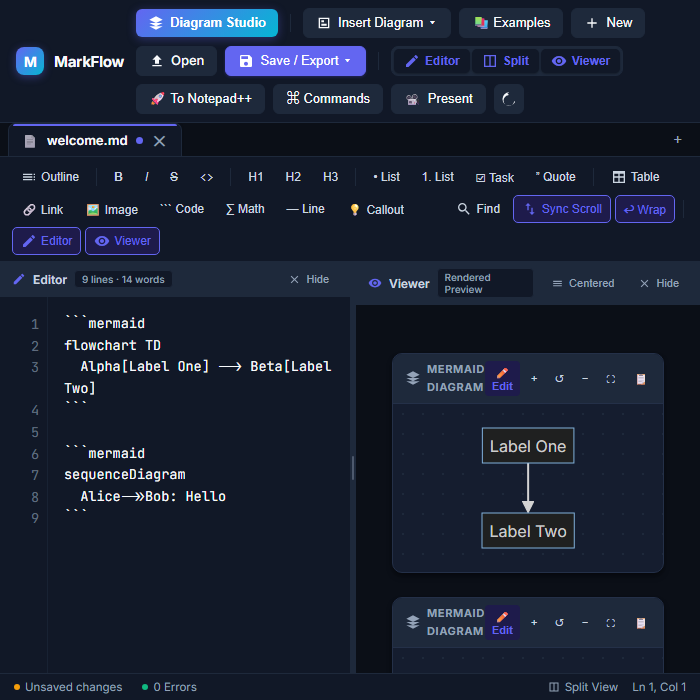 Diagram Studio
Insert Diagram
Examples
New
M MarkFlow
Open
Save / Export
Editor
Split
Viewer
To Notepad++
Commands
Present
welcome.md
Outline
B
I
S
<>
H1
H2
H3
• List
1. List
Task
" Quote
Table
Link
Image
``` Code
∑ Math
— Line
Callout
Find
Sync Scroll
Wrap
Editor
Viewer
Editor
9 lines · 14 words
Hide
Viewer
Rendered
Preview
Centered
Hide
1 ```mermaid
2 flowchart TD
3 Alpha[Label One] --> Beta[Label
Two]
4 ```
5
6 ```mermaid
7 sequenceDiagram
8 Alice->>Bob: Hello
9 ```
MERMAID
DIAGRAM
Edit
Label One
Label Two
MERMAID
DIAGRAM
Edit
Unsaved changes
0 Errors
Split View
Ln 1, Col 1